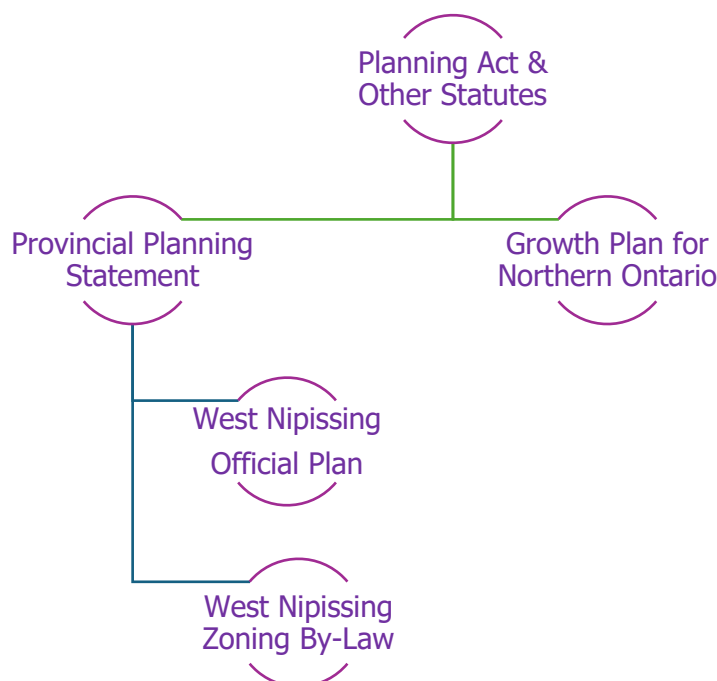 Planning Act &
Other Statutes
Provincial Planning
Statement
Growth Plan for
Northern Ontario
West Nipissing
Official Plan
West Nipissing
Zoning By-Law